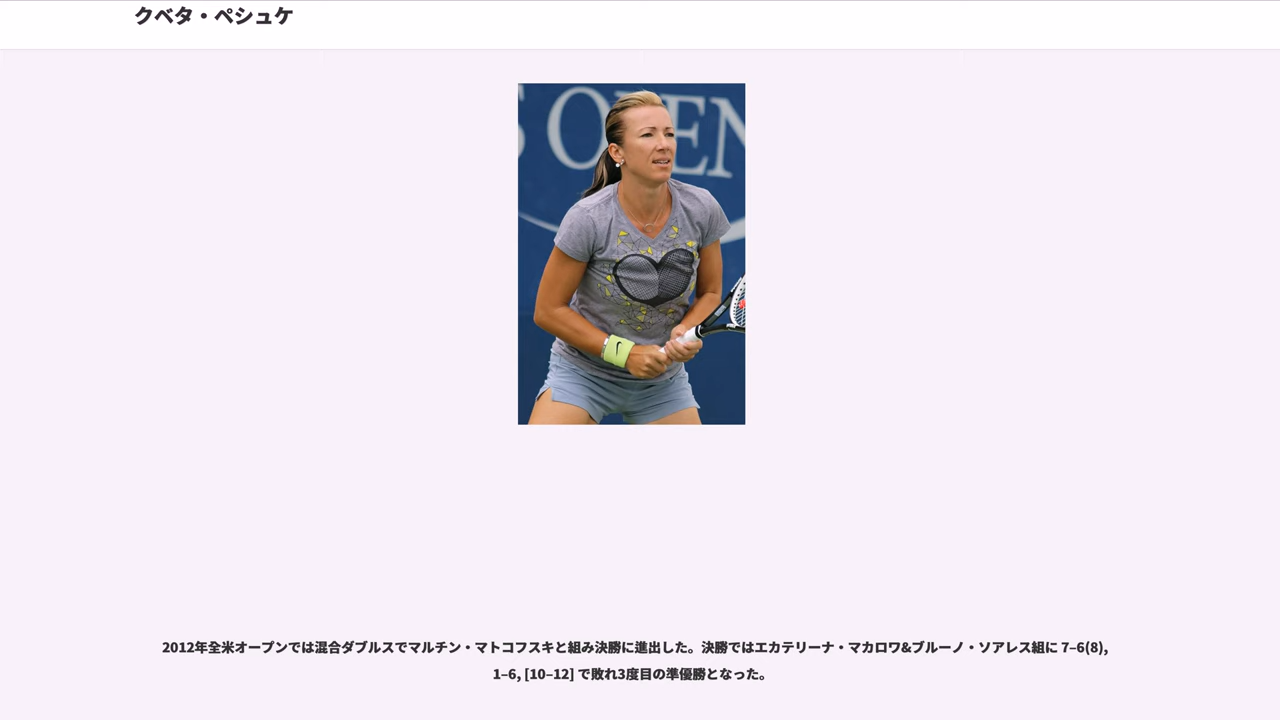 クベタ・ペシュケ
S OPEN
2012年全米オープンでは混合ダブルスでマルチン・マトコフスキと組み決勝に進出した。決勝ではエカテリーナ・マカロワ&ブルーノ・ソアレス組に 7–6(8),
1–6, [10–12] で敗れ3度目の準優勝となった。